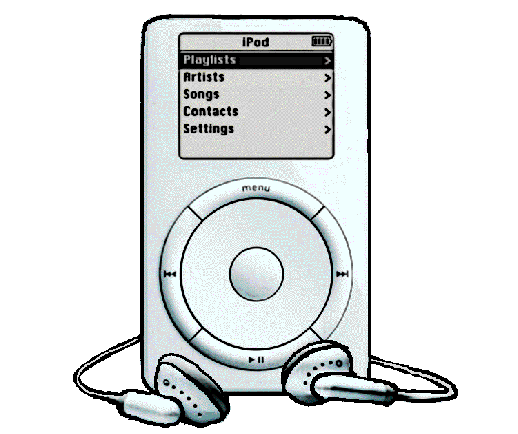 iPod
Playlists >
Artists >
Songs >
Contacts >
Settings >
menu